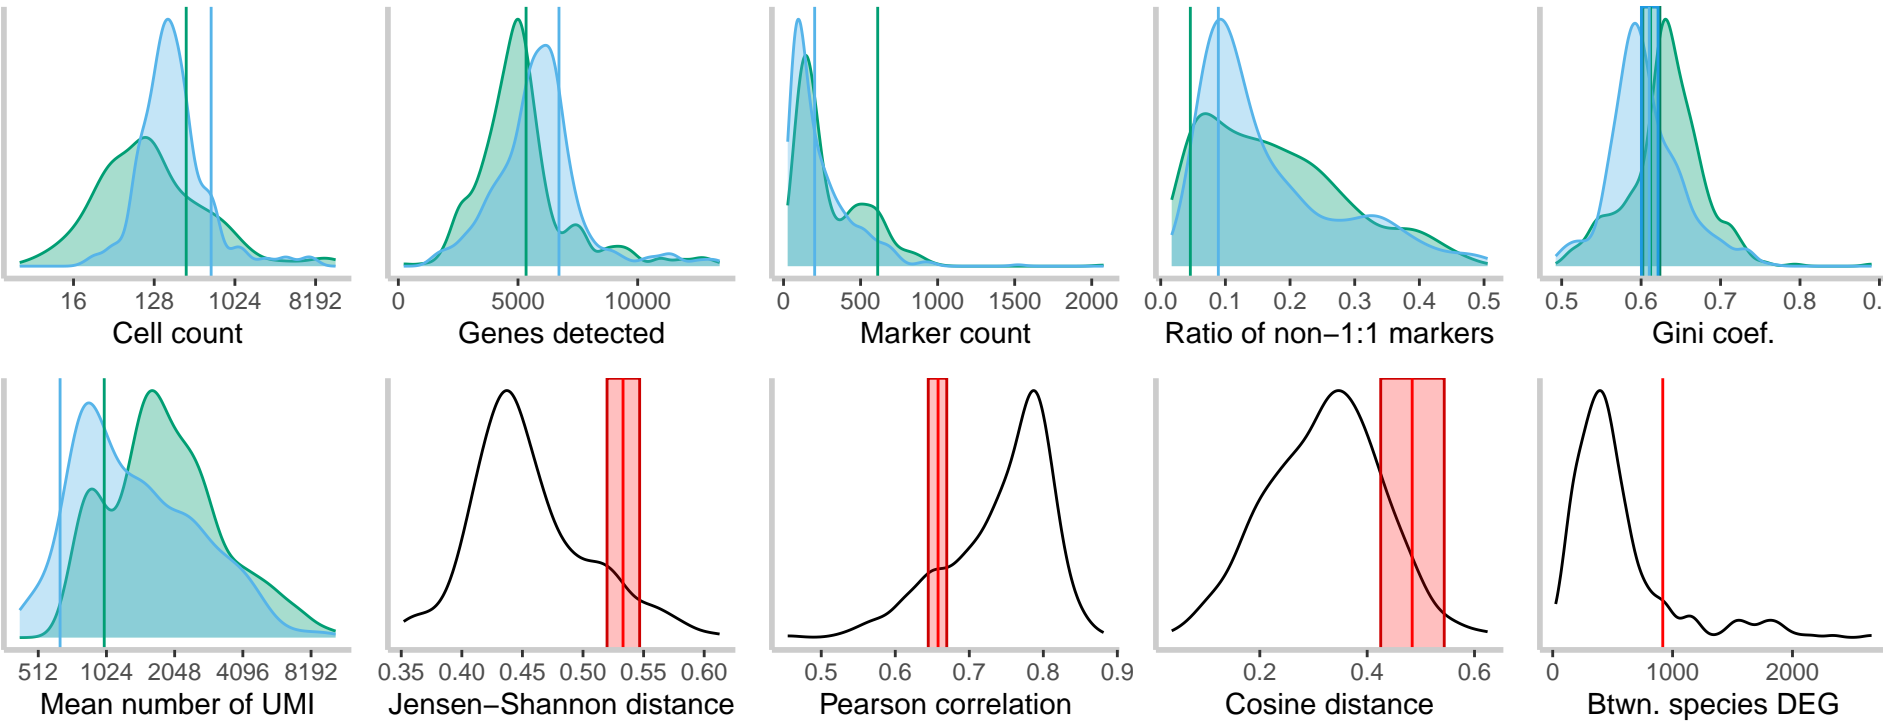 16 128 1024 8192
Cell count
0 5000 10000
Genes detected
0 500 1000 1500 2000
Marker count
0.0 0.1 0.2 0.3 0.4 0.5
Ratio of non−1:1 markers
0.5 0.6 0.7 0.8 0.
Gini coef.
512 1024 2048 4096 8192
Mean number of UMI
0.35 0.40 0.45 0.50 0.55 0.60
Jensen−Shannon distance
0.5 0.6 0.7 0.8 0.9
Pearson correlation
0.2 0.4 0.6
Cosine distance
0 1000 2000
Btwn. species DEG